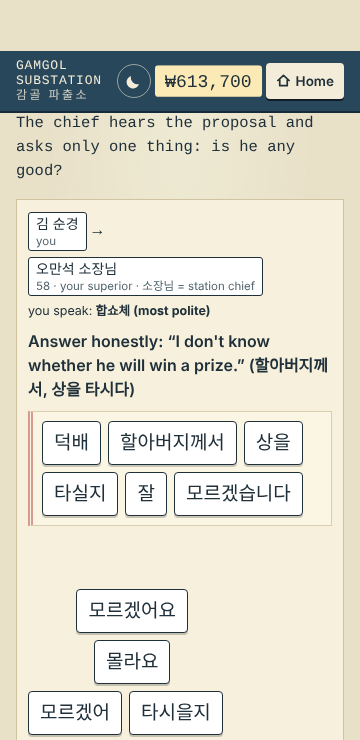 GAMGOL
SUBSTATION
감골 파출소
₩613,700
Home
The chief hears the proposal and
asks only one thing: is he any
good?
김 순경
you
→
오만석 소장님
58 · your superior · 소장님 = station chief
you speak: 합쇼체 (most polite)
Answer honestly: “I don't know
whether he will win a prize.” (할아버지께
서, 상을 타시다)
덕배 할아버지께서 상을
타실지 잘 모르겠습니다
모르겠어요
몰라요
모르겠어 타시을지